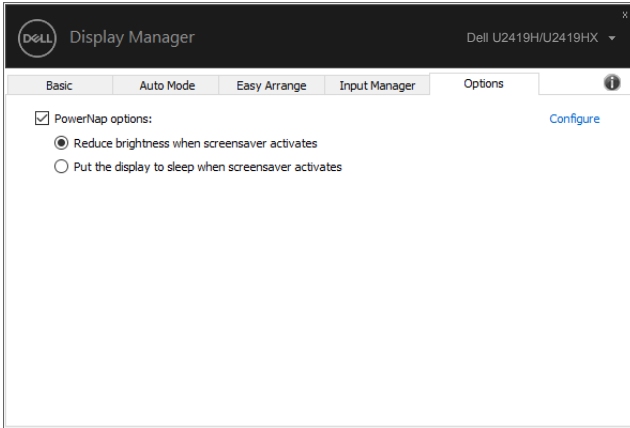 x
DELL Display Manager Dell U2419H/U2419HX
Basic Auto Mode Easy Arrange Input Manager Options i
PowerNap options: Configure
Reduce brightness when screensaver activates
Put the display to sleep when screensaver activates